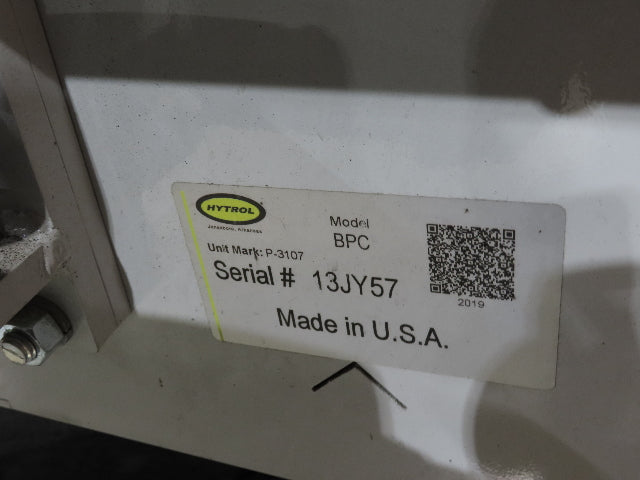 HYTROL
Jonesboro, Arkansas
Model
BPC
Unit Mark: P-3107
Serial # 13JY57
2019
Made in U.S.A.